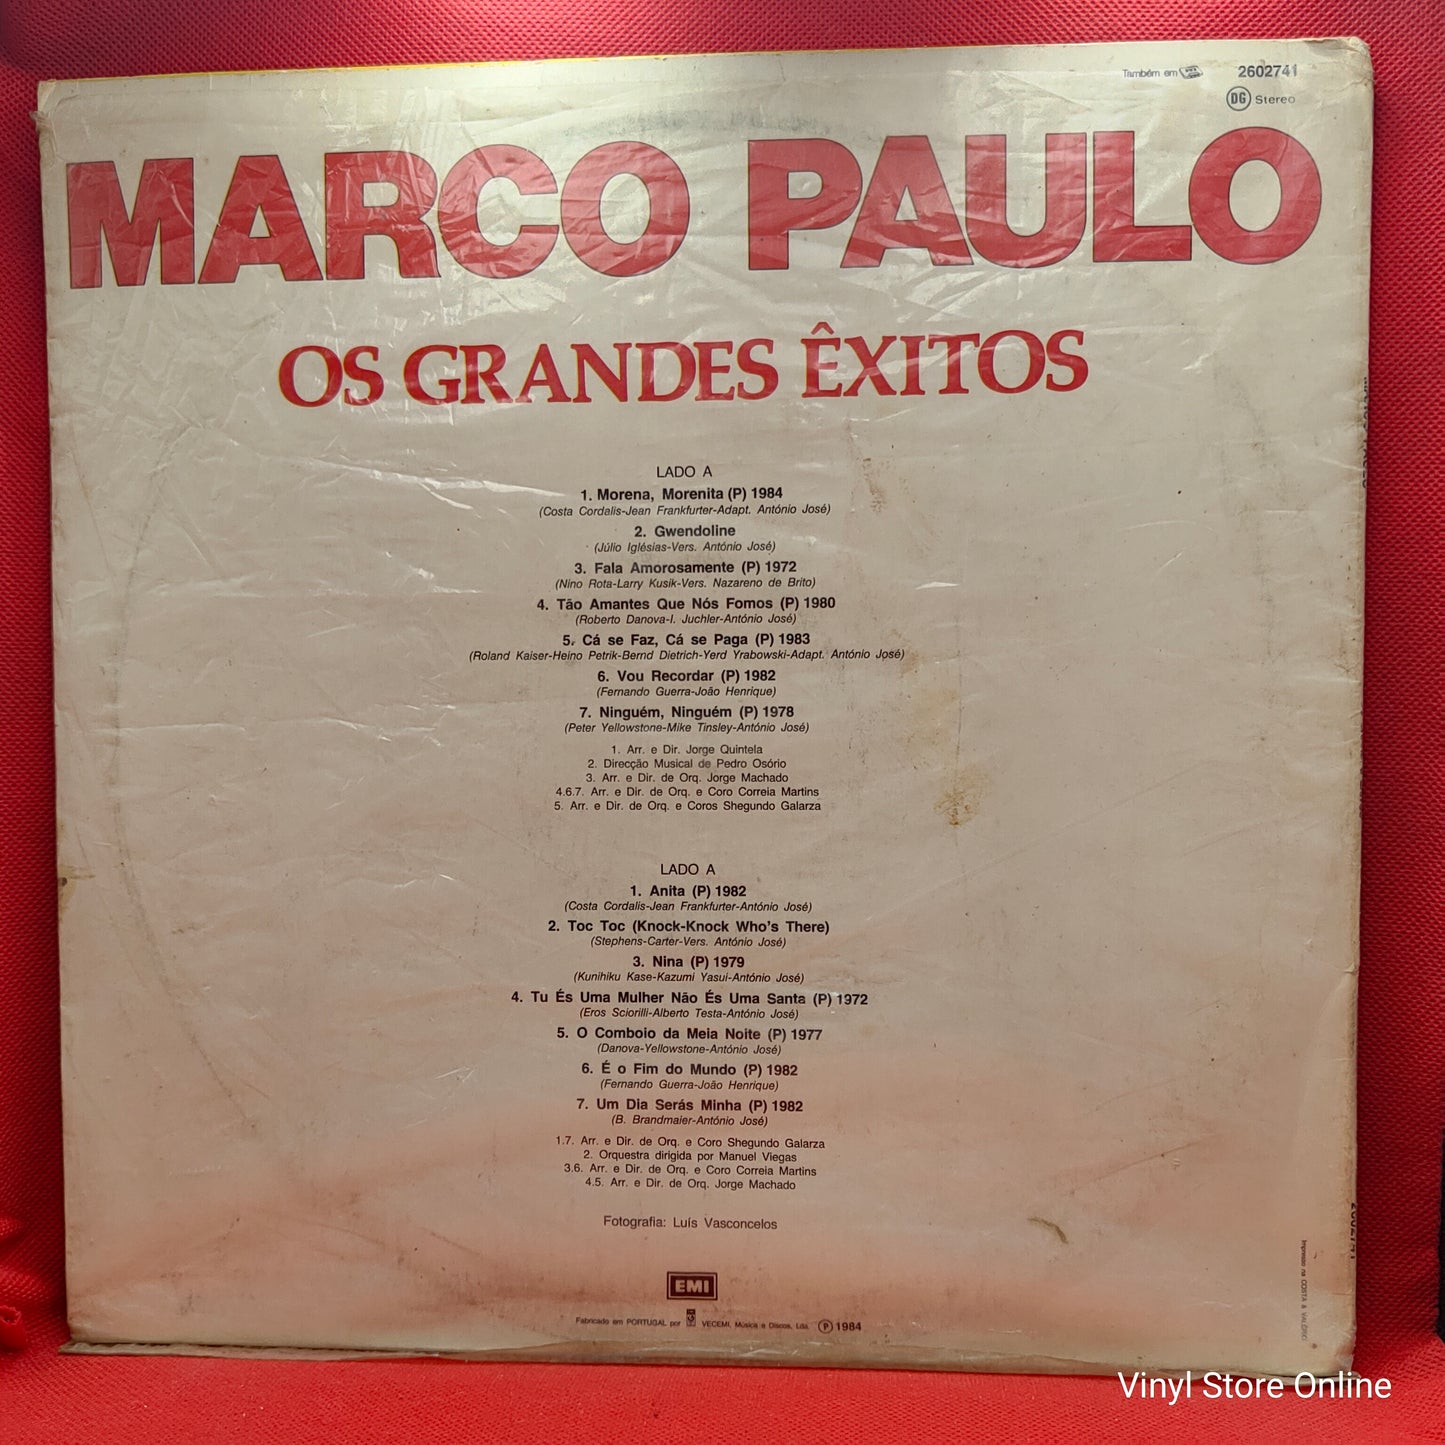 Também em
2602741
DG Stereo
MARCO PAULO
OS GRANDES ÊXITOS
LADO A
1. Morena, Morenita (P) 1984
(Costa Cordalis-Jean Frankfurter-Adapt. António José)
2. Gwendoline
(Júlio Iglésias-Vers. António José)
3. Fala Amorosamente (P) 1972
(Nino Rota-Larry Kusik-Vers. Nazareno de Brito)
4. Tão Amantes Que Nós Fomos (P) 1980
(Roberto Danova-I. Juchler-António José)
5. Cá se Faz, Cá se Paga (P) 1983
(Roland Kaiser-Heino Petrik-Bernd Dietrich-Yerd Yrabowski-Adapt. António José)
6. Vou Recordar (P) 1982
(Fernando Guerra-João Henrique)
7. Ninguém, Ninguém (P) 1978
(Peter Yellowstone-Mike Tinsley-António José)
1. Arr. e Dir. Jorge Quintela
2. Direcção Musical de Pedro Osório
3. Arr. e Dir. de Orq. Jorge Machado
4.6.7. Arr. e Dir. de Orq. e Coro Correia Martins
5. Arr. e Dir. de Orq. e Coros Shegundo Galarza
LADO A
1. Anita (P) 1982
(Costa Cordalis-Jean Frankfurter-António José)
2. Toc Toc (Knock-Knock Who's There)
(Stephens-Carter-Vers. António José)
3. Nina (P) 1979
(Kunihiku Kase-Kazumi Yasui-António José)
4. Tu És Uma Mulher Não És Uma Santa (P) 1972
(Eros Sciorilli-Alberto Testa-António José)
5. O Comboio da Meia Noite (P) 1977
(Danova-Yellowstone-António José)
6. É o Fim do Mundo (P) 1982
(Fernando Guerra-João Henrique)
7. Um Dia Serás Minha (P) 1982
(B. Brandmaier-António José)
1.7. Arr. e Dir. de Orq. e Coro Shegundo Galarza
2. Orquestra dirigida por Manuel Viegas
3.6. Arr. e Dir. de Orq. e Coro Correia Martins
4.5. Arr. e Dir. de Orq. Jorge Machado
Fotografia: Luís Vasconcelos
EMI
Fabricado em PORTUGAL por VECEMI, Música e Discos, Lda. Ⓟ 1984
Impresso na COSTA & VALÉRIO
2602741
Vinyl Store Online